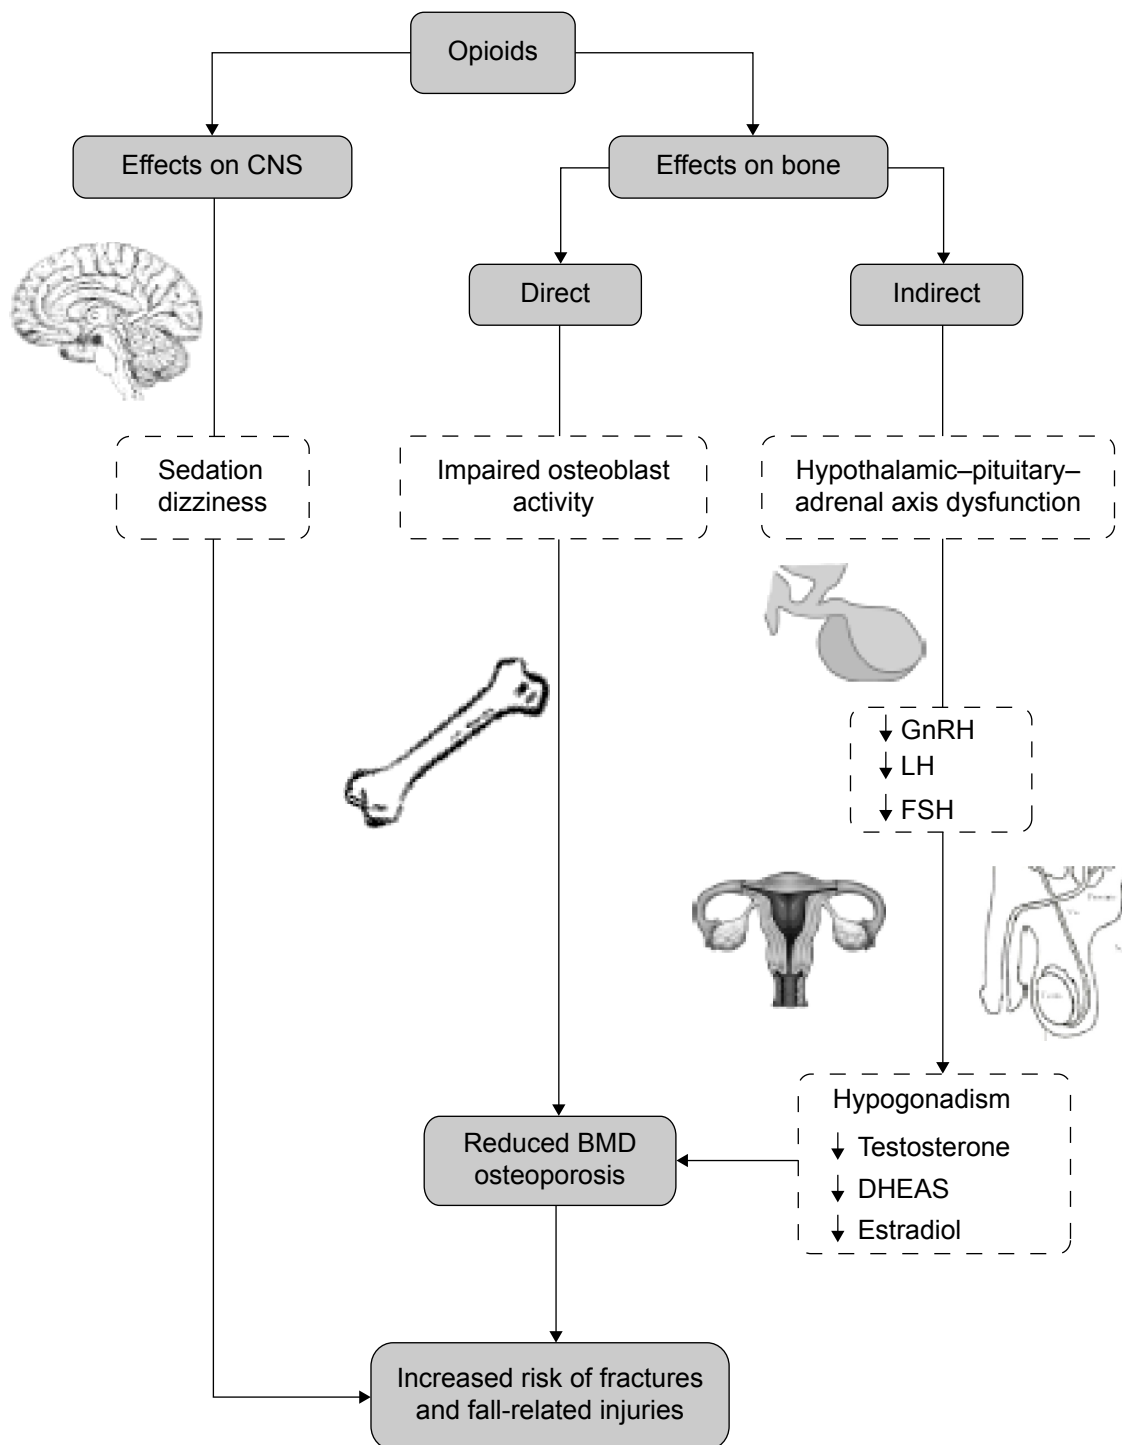 Opioids
Effects on CNS
Effects on bone
Direct
Indirect
Sedation
dizziness
Impaired osteoblast
activity
Hypothalamic–pituitary–
adrenal axis dysfunction
↓ GnRH
↓ LH
↓ FSH
Hypogonadism
↓ Testosterone
↓ DHEAS
↓ Estradiol
Reduced BMD
osteoporosis
Increased risk of fractures
and fall-related injuries